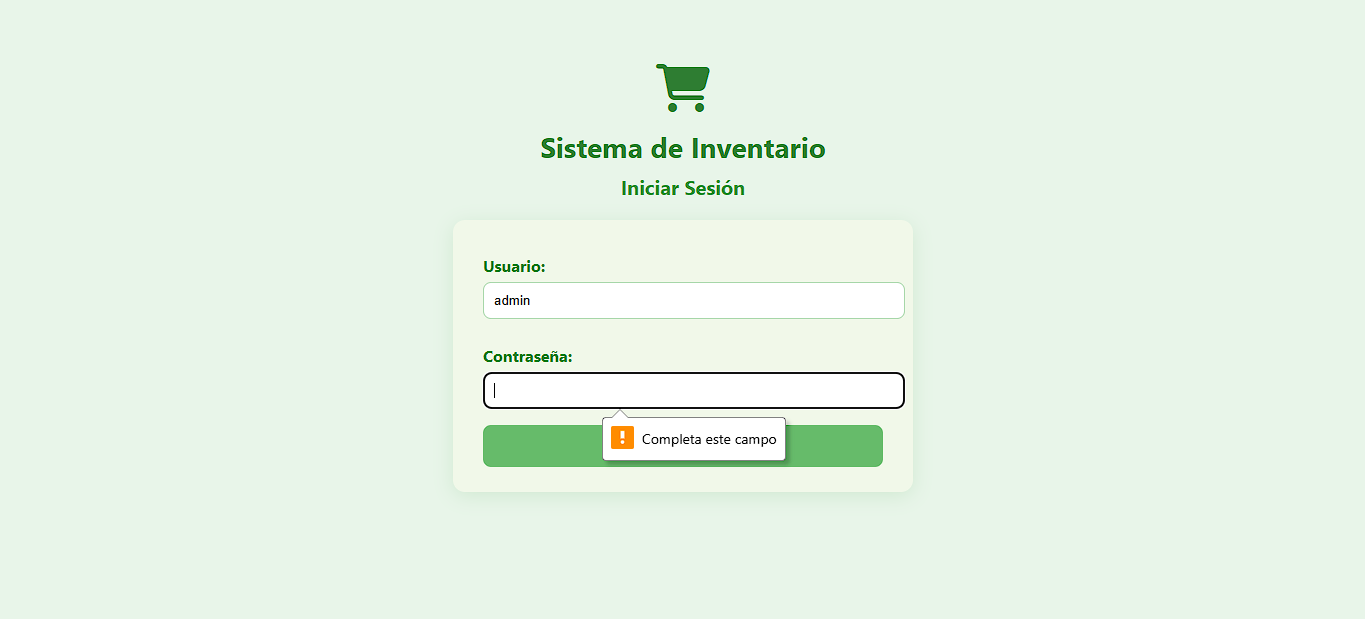 Sistema de Inventario
Iniciar Sesión
Usuario:
admin
Contraseña:
Completa este campo